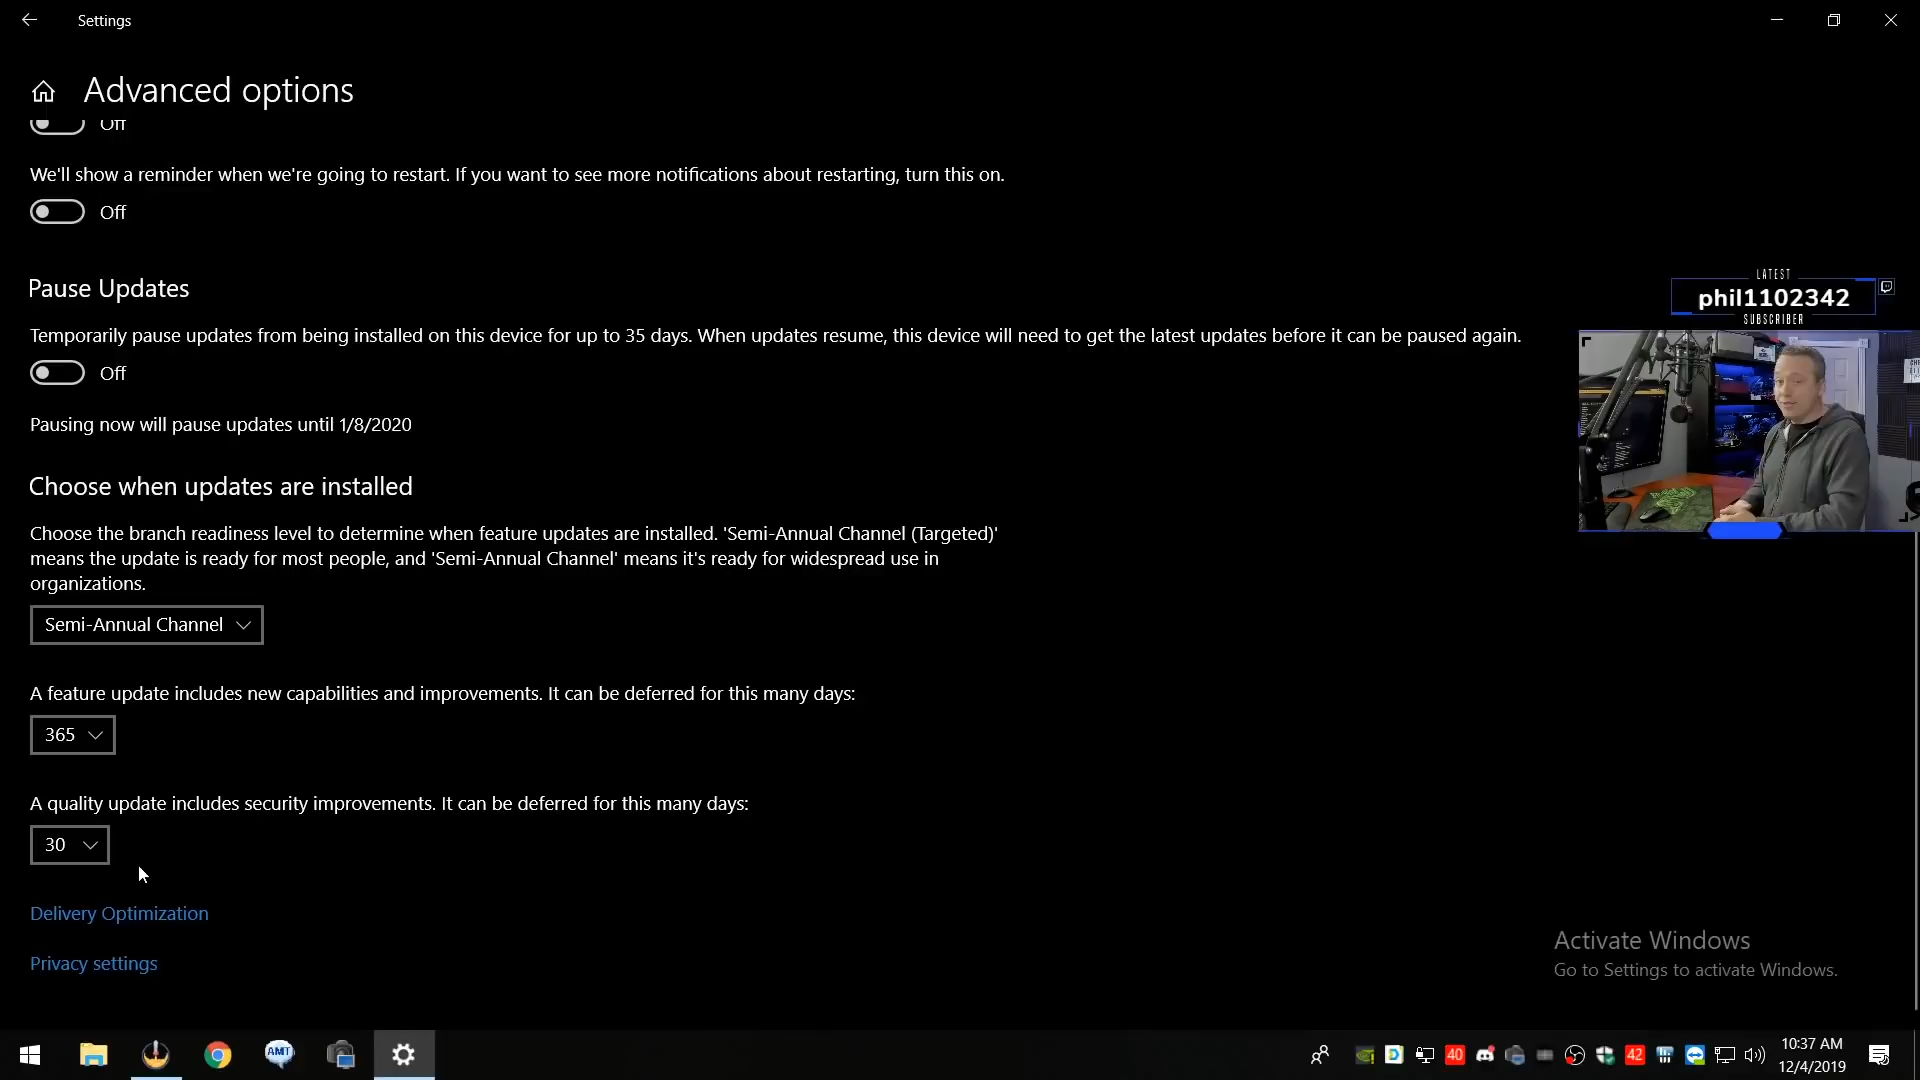 Settings
Advanced options
Off
We'll show a reminder when we're going to restart. If you want to see more notifications about restarting, turn this on.
Off
Pause Updates
Temporarily pause updates from being installed on this device for up to 35 days. When updates resume, this device will need to get the latest updates before it can be paused again.
Off
Pausing now will pause updates until 1/8/2020
Choose when updates are installed
Choose the branch readiness level to determine when feature updates are installed. 'Semi-Annual Channel (Targeted)'
means the update is ready for most people, and 'Semi-Annual Channel' means it's ready for widespread use in
organizations.
Semi-Annual Channel
A feature update includes new capabilities and improvements. It can be deferred for this many days:
365
A quality update includes security improvements. It can be deferred for this many days:
30
Delivery Optimization
Privacy settings
LATEST
phil1102342
SUBSCRIBER
Activate Windows
Go to Settings to activate Windows.
AMT
D
40
42
10:37 AM
12/4/2019